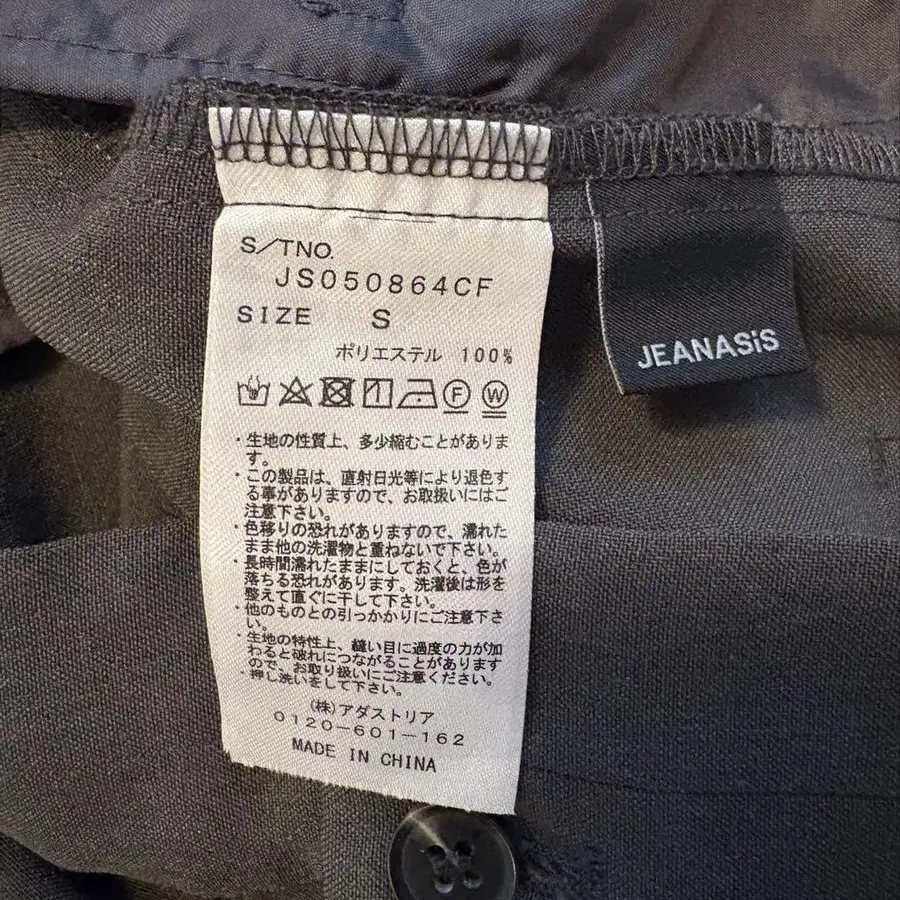 S/TNO.
JS050864CF
SIZE S
ポリエステル 100%
F W
・生地の性質上、多少縮むことがありま
す。
・この製品は、直射日光等により退色す
る事がありますので、お取扱いにはご
注意下さい。
・色移りの恐れがありますので、濡れた
まま他の洗濯物と重ねないで下さい。
・長時間濡れたままにしておくと、色が
落ちる恐れがあります。洗濯後は形を
整えて直ぐに干して下さい。
・他のものとの引っかかりにご注意下さ
い。
・生地の特性上、縫い目に過度の力が加
わると破れにつながることがあります
ので、お取り扱いにご注意下さい。
・押し洗いをして下さい。
(株)アダストリア
0120-601-162
MADE IN CHINA
JEANASiS